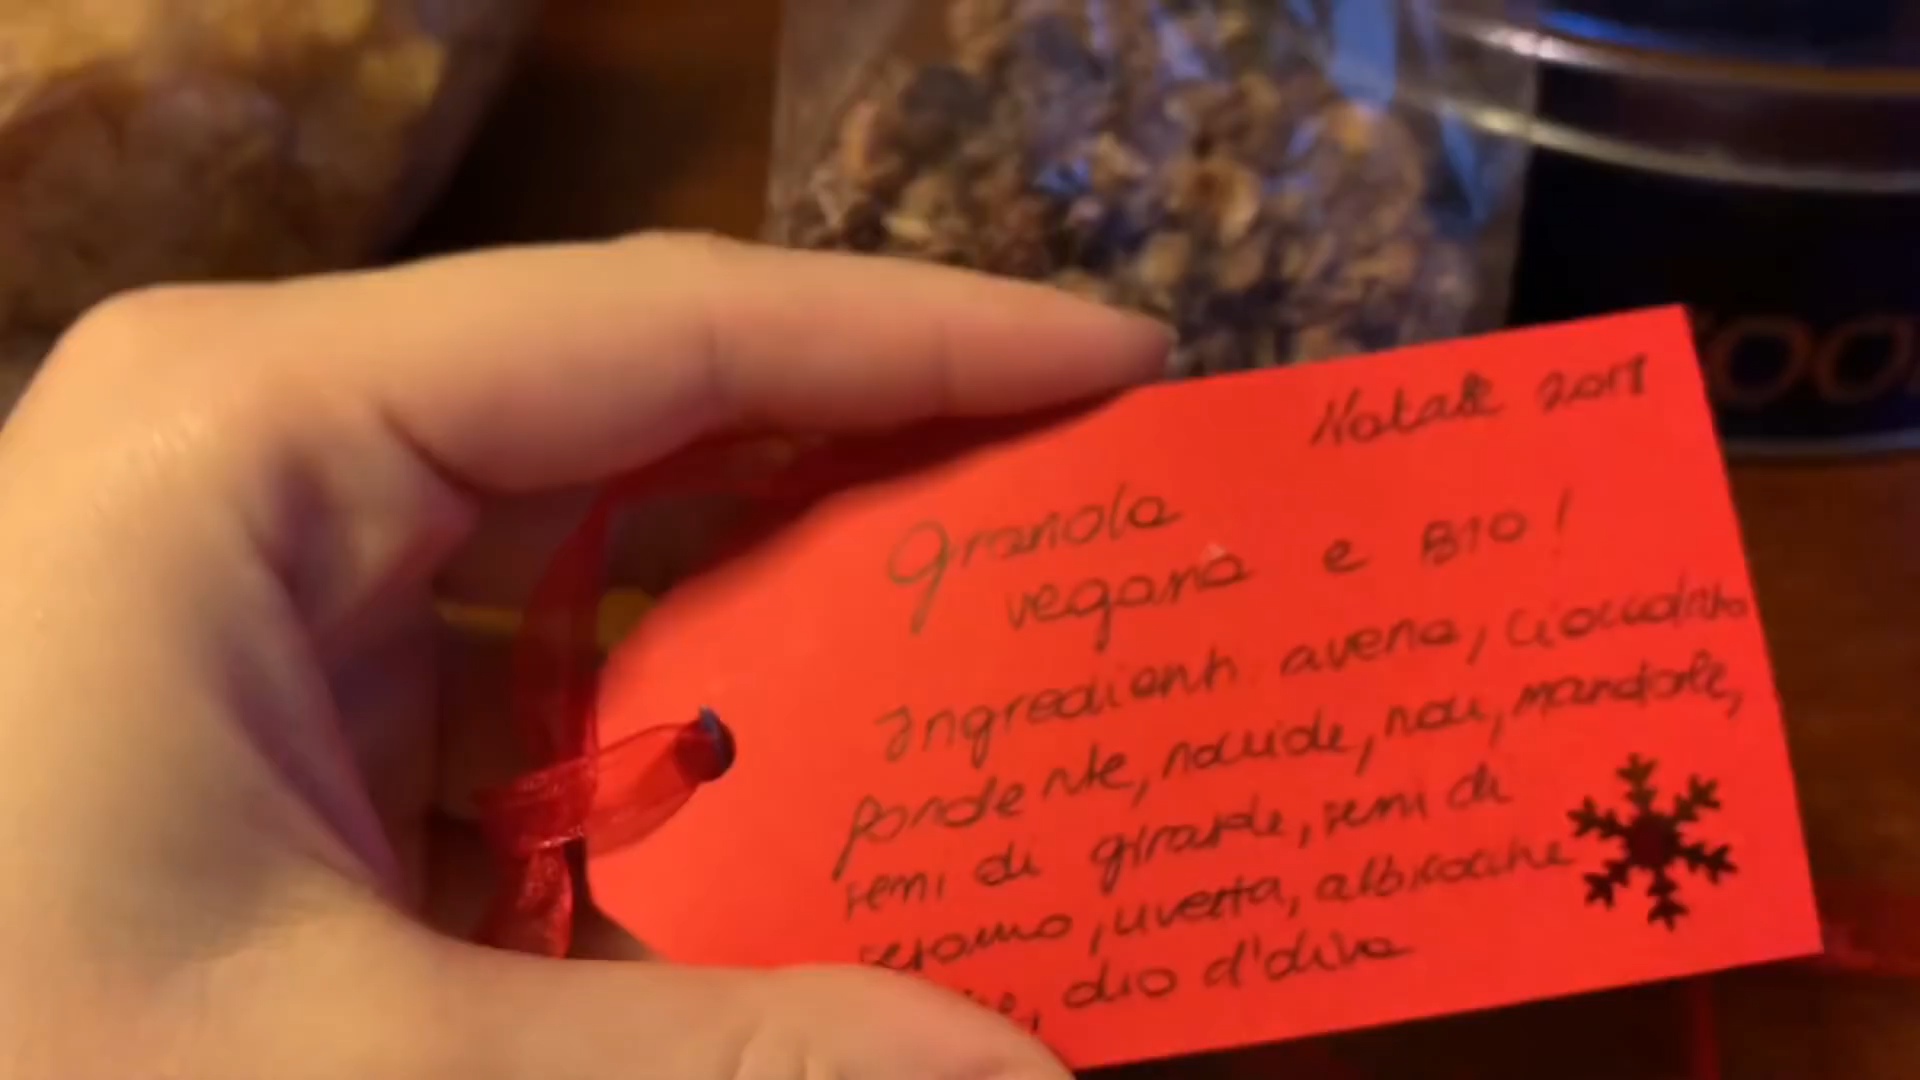 Natale 2017
Granola
vegana e BIO!
Ingredienti avena, cioccolato
fondente, nocciole, noci, mandorle,
semi di girasole, semi di
sesamo, uvetta, albicocche
olio d'oliva